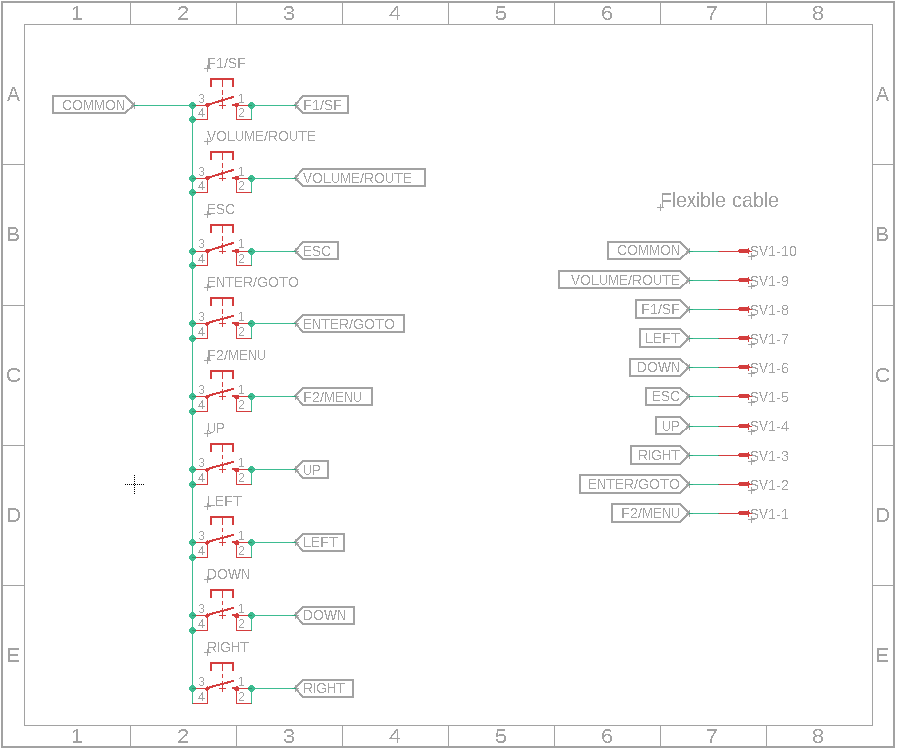 1 2 3 4 5 6 7 8
A A
F1/SF
COMMON 3 1 F1/SF
4 2
VOLUME/ROUTE
3 1 VOLUME/ROUTE
4 2
Flexible cable
ESC
B B
3 1 ESC COMMON SV1-10
4 2
ENTER/GOTO VOLUME/ROUTE SV1-9
F1/SF SV1-8
3 1 ENTER/GOTO
4 2 LEFT SV1-7
F2/MENU
DOWN SV1-6
C C
3 1 F2/MENU ESC SV1-5
4 2
UP UP SV1-4
RIGHT SV1-3
3 1 UP
4 2 ENTER/GOTO SV1-2
LEFT
F2/MENU SV1-1
D D
3 1 LEFT
4 2
DOWN
3 1 DOWN
4 2
RIGHT
E E
3 1 RIGHT
4 2
1 2 3 4 5 6 7 8